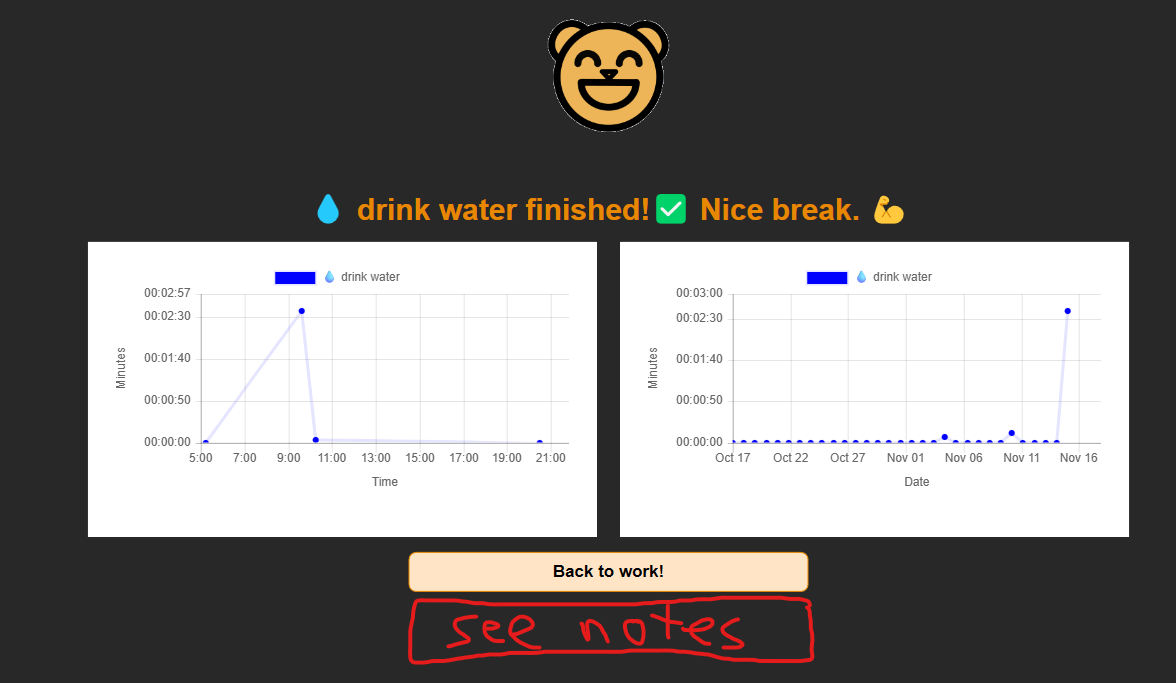 💧 drink water finished!✅ Nice break. 💪
💧 drink water
00:02:57
00:02:30
00:01:40
00:00:50
00:00:00
Minutes
5:00 7:00 9:00 11:00 13:00 15:00 17:00 19:00 21:00
Time
💧 drink water
00:03:00
00:02:30
00:01:40
00:00:50
00:00:00
Minutes
Oct 17 Oct 22 Oct 27 Nov 01 Nov 06 Nov 11 Nov 16
Date
Back to work!
see notes